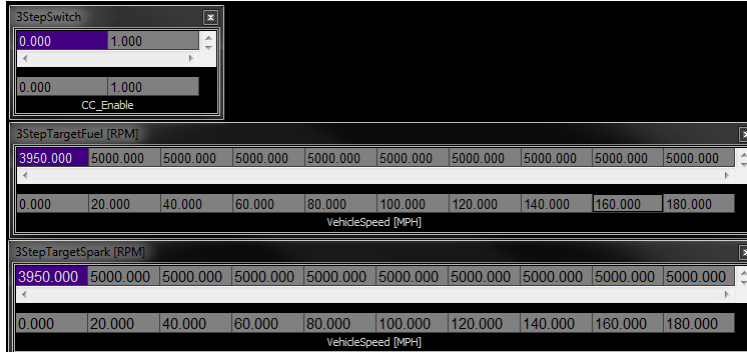 3StepSwitch
0.000 1.000
0.000 1.000
CC_Enable
3StepTargetFuel [RPM]
3950.000 5000.000 5000.000 5000.000 5000.000 5000.000 5000.000 5000.000 5000.000 5000.000
0.000 20.000 40.000 60.000 80.000 100.000 120.000 140.000 160.000 180.000
VehicleSpeed [MPH]
3StepTargetSpark [RPM]
3950.000 5000.000 5000.000 5000.000 5000.000 5000.000 5000.000 5000.000 5000.000 5000.000
0.000 20.000 40.000 60.000 80.000 100.000 120.000 140.000 160.000 180.000
VehicleSpeed [MPH]